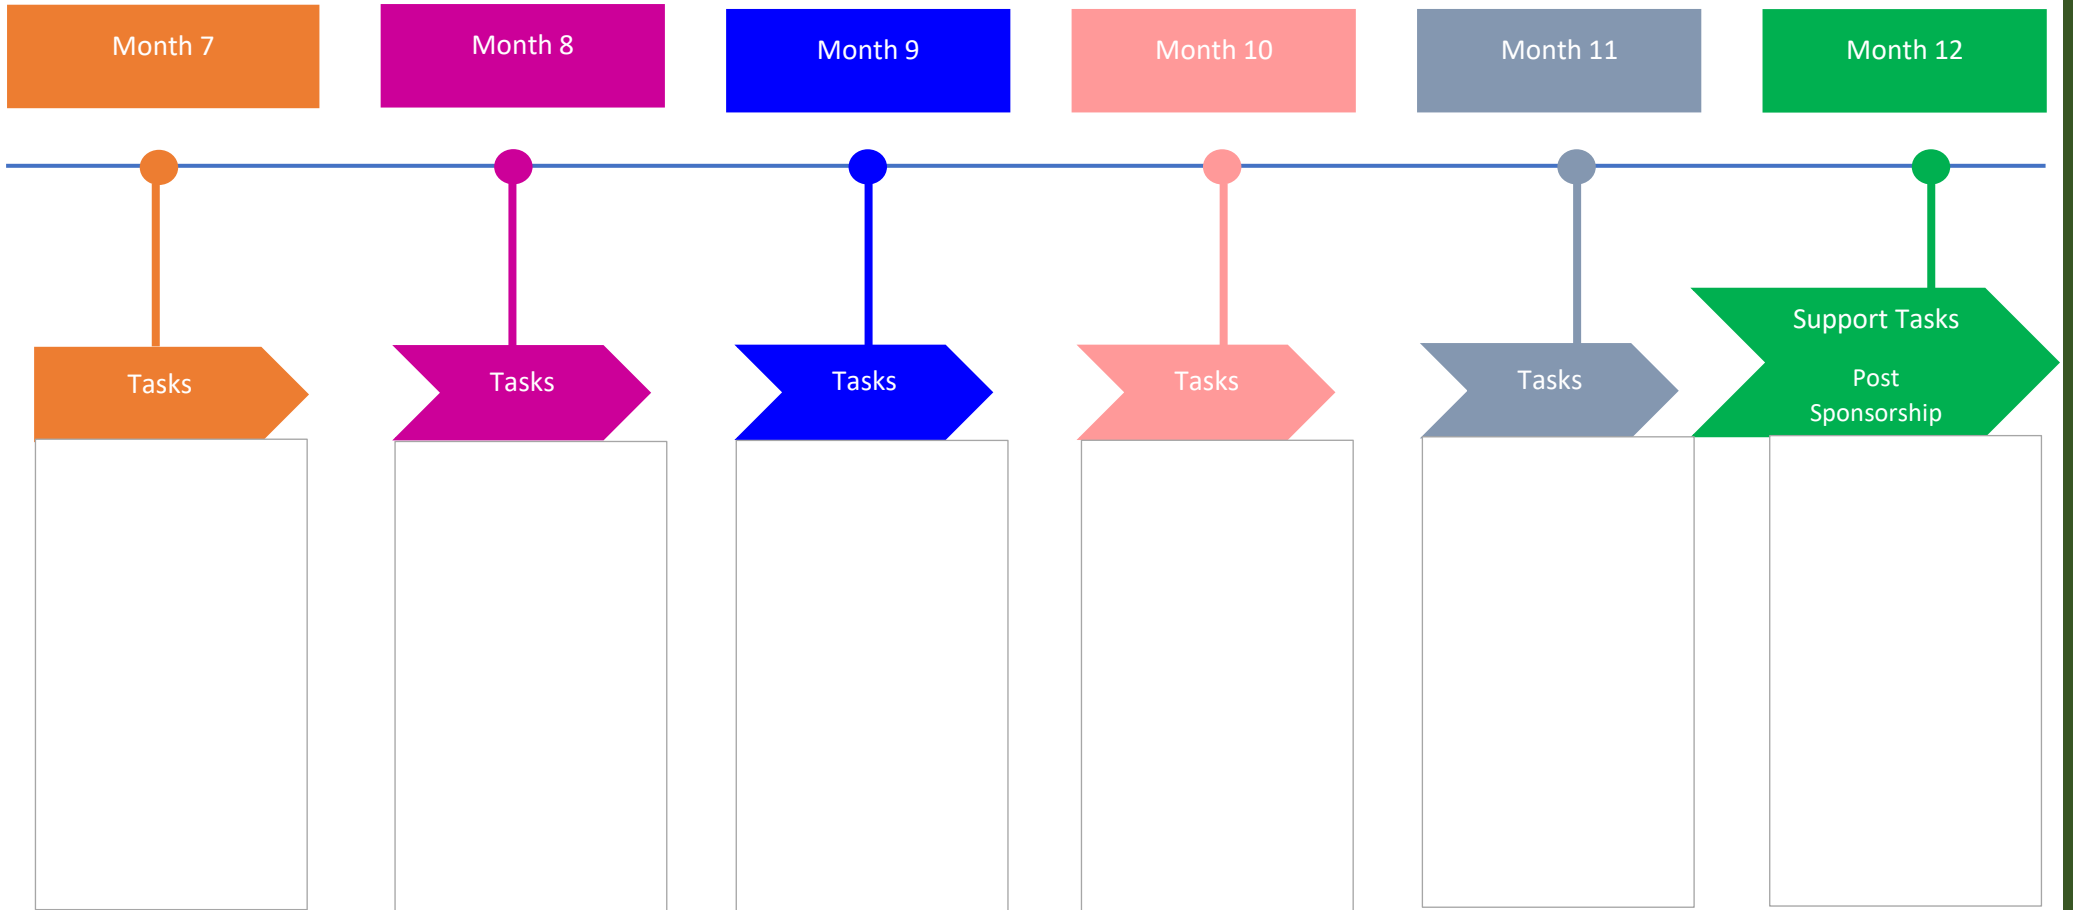 Month 7
Month 8
Month 9
Month 10
Month 11
Month 12
Tasks
Tasks
Tasks
Tasks
Tasks
Support Tasks
Post
Sponsorship